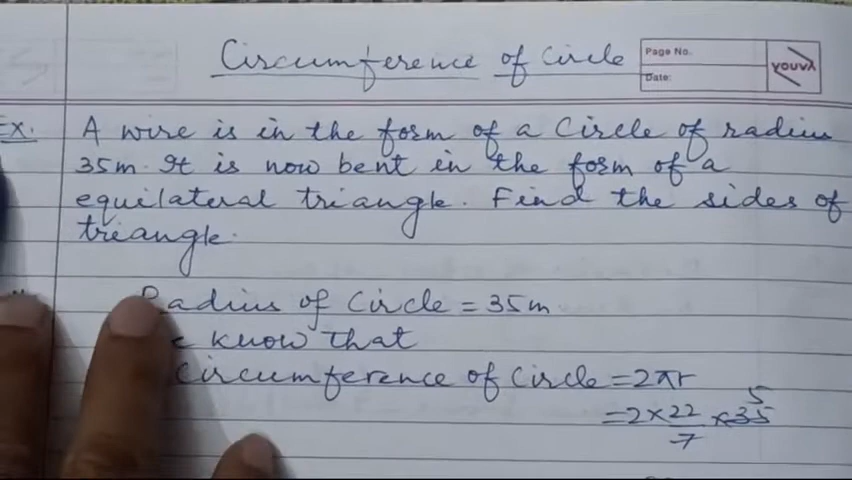 Circumference of Circle
Page No.
Date:
YOUVA
Ex. A wire is in the form of a Circle of radius
35m. It is now bent in the form of a
equilateral triangle. Find the sides of
triangle.
Radius of Circle = 35m
know that
Circumference of Circle = 2πr
= 2 × 22/7 × 35 5